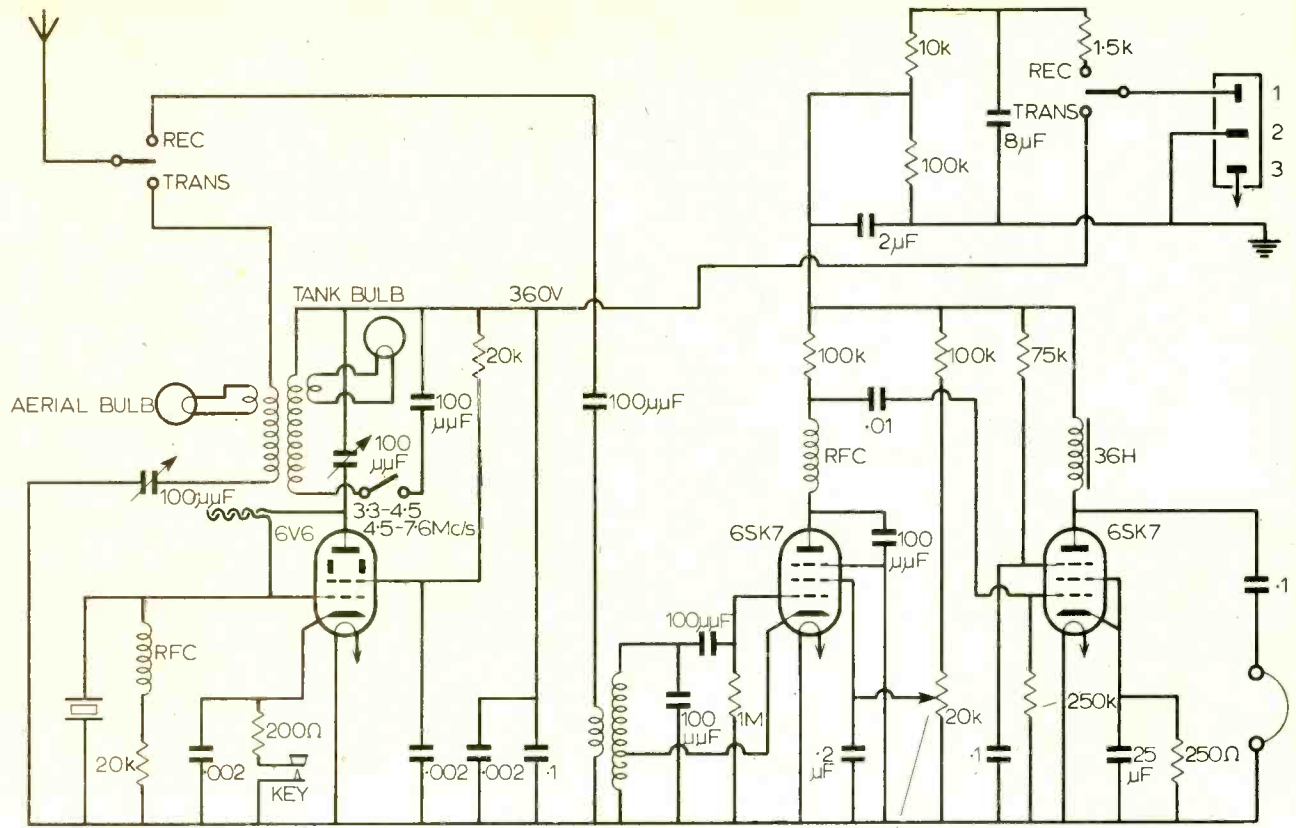 10k
1·5k
REC
TRANS
1
2
3
8µF
100k
2µF
REC
TRANS
TANK BULB
360V
20k
AERIAL BULB
100
µµF
100
µµF
100µµF
100µµF
3·3–4·5
4·5–7·6Mc/s
6V6
100k
100k
75k
·01
RFC
36H
6SK7
6SK7
100
µµF
·1
RFC
200Ω
20k
·002
KEY
·002
·002
·1
100µµF
100
µµF
1M
·2
µF
20k
250k
·1
25
µF
250Ω